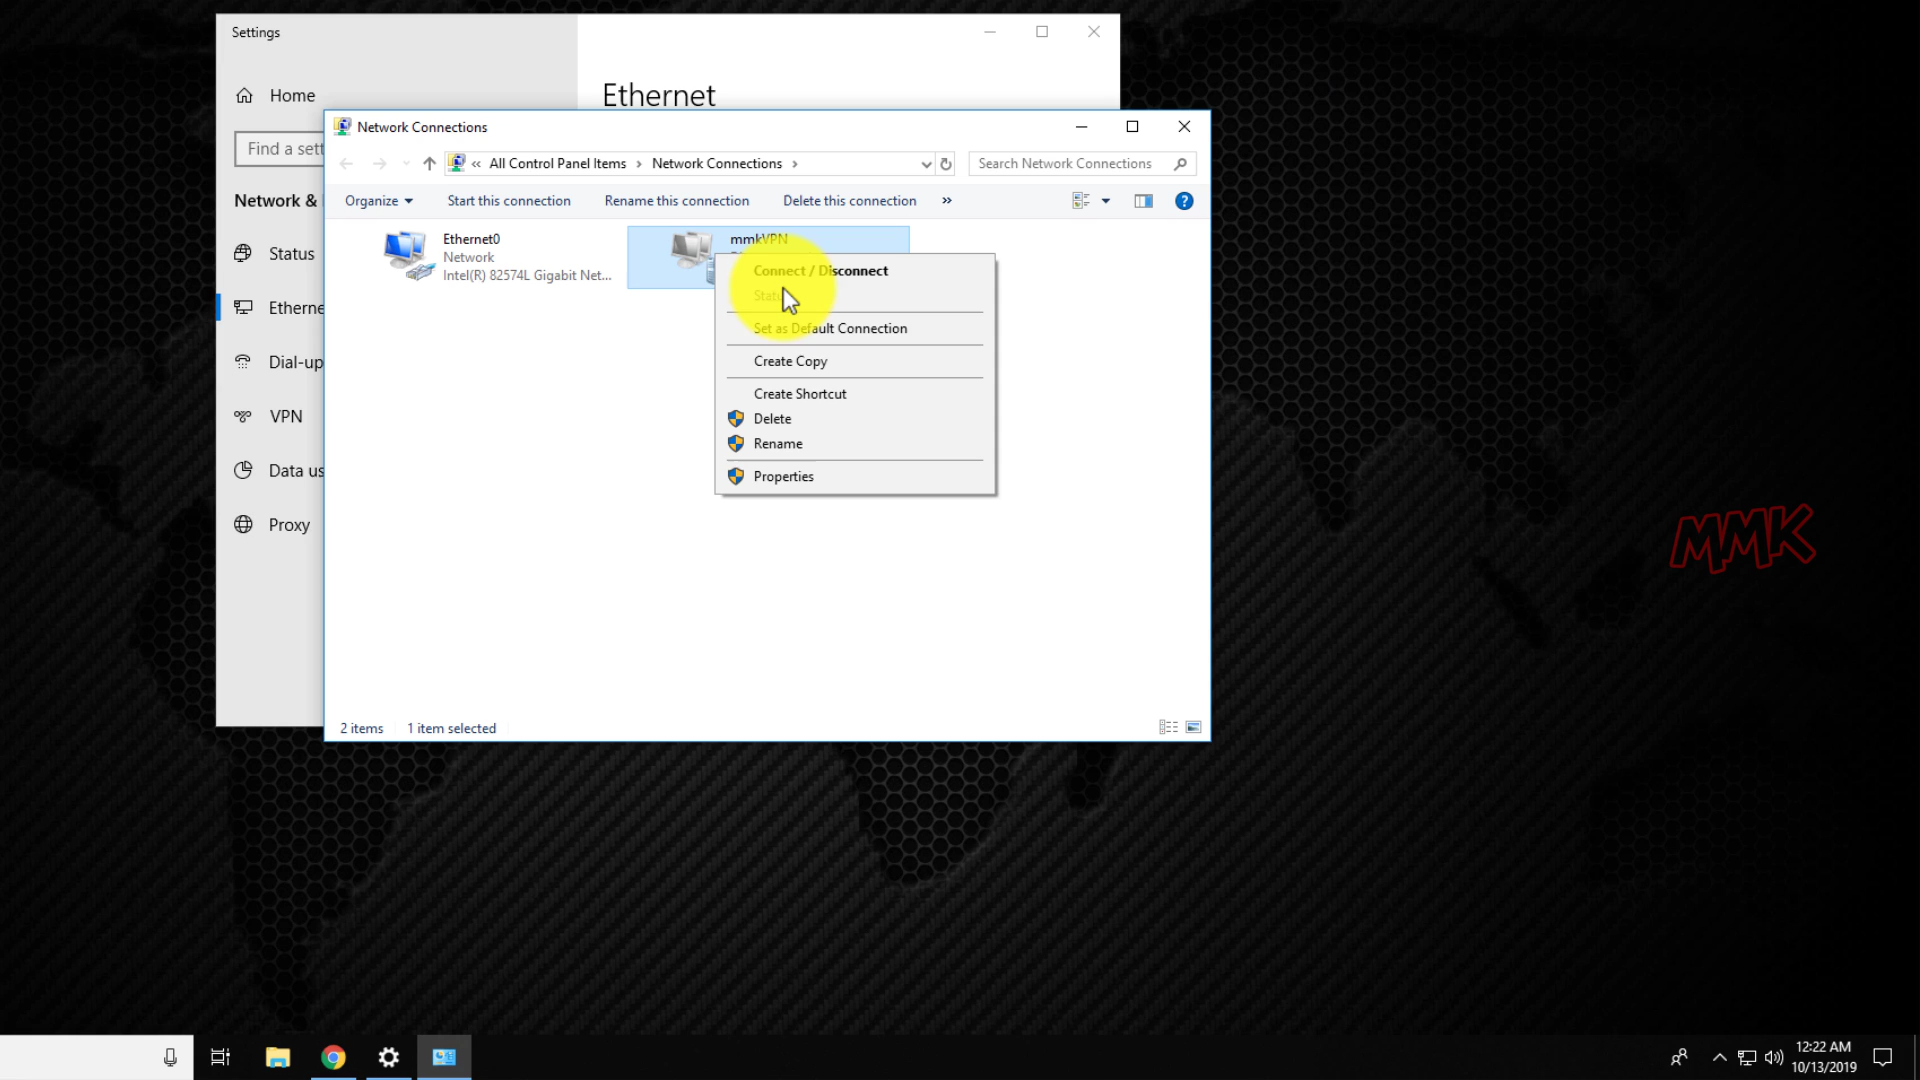 Settings
Home
Ethernet
Find a sett
Network &
Status
Etherne
Dial-up
VPN
Data us
Proxy
Network Connections
« All Control Panel Items › Network Connections ›
Search Network Connections
Organize
Start this connection
Rename this connection
Delete this connection
»
Ethernet0
Network
Intel(R) 82574L Gigabit Net...
mmkVPN
Connect / Disconnect
Set as Default Connection
Create Copy
Create Shortcut
Delete
Rename
Properties
2 items
1 item selected
MMK
12:22 AM
10/13/2019